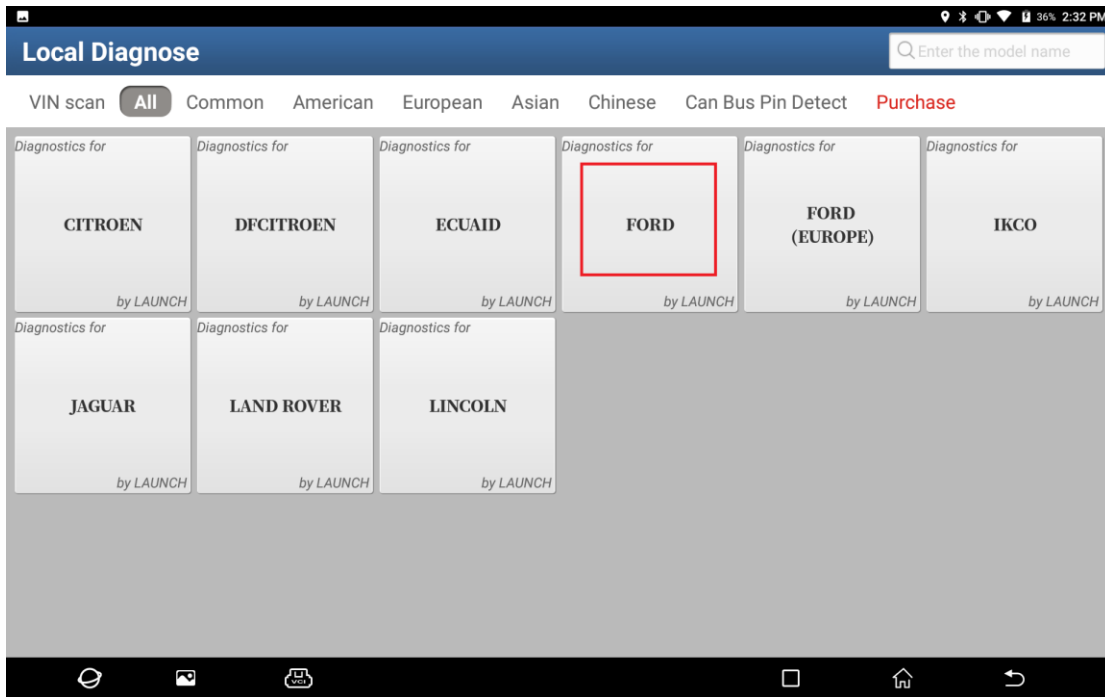 36% 2:32 PM
Local Diagnose
Enter the model name
VIN scan All Common American European Asian Chinese Can Bus Pin Detect Purchase
Diagnostics for
CITROEN
by LAUNCH
Diagnostics for
DFCITROEN
by LAUNCH
Diagnostics for
ECUAID
by LAUNCH
Diagnostics for
FORD
by LAUNCH
Diagnostics for
FORD
(EUROPE)
by LAUNCH
Diagnostics for
IKCO
by LAUNCH
Diagnostics for
JAGUAR
by LAUNCH
Diagnostics for
LAND ROVER
by LAUNCH
Diagnostics for
LINCOLN
by LAUNCH
VCI